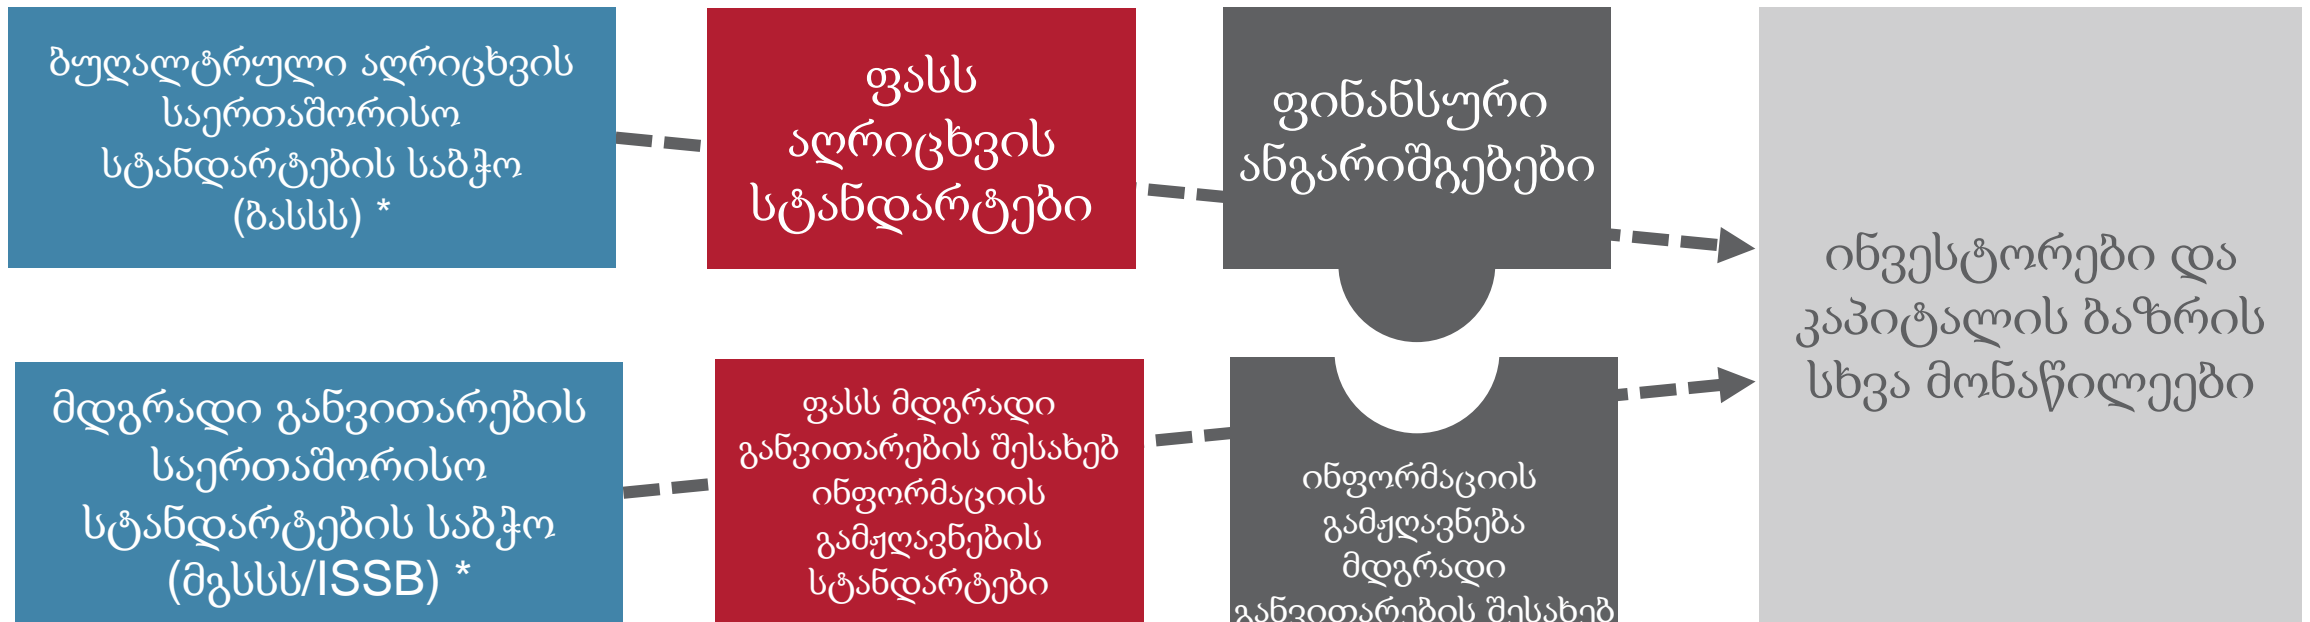 ბუღალტრული აღრიცხვის
საერთაშორისო
სტანდარტების საბჭო
(ბასსს) *
ფასს
აღრიცხვის
სტანდარტები
ფინანსური
ანგარიშგებები
ინვესტორები და
კაპიტალის ბაზრის
სხვა მონაწილეები
მდგრადი განვითარების
საერთაშორისო
სტანდარტების საბჭო
(მგსსს/ISSB) *
ფასს მდგრადი
განვითარების შესახებ
ინფორმაციის
გამჟღავნების
სტანდარტები
ინფორმაციის
გამჟღავნება
მდგრადი
განვითარების შესახებ